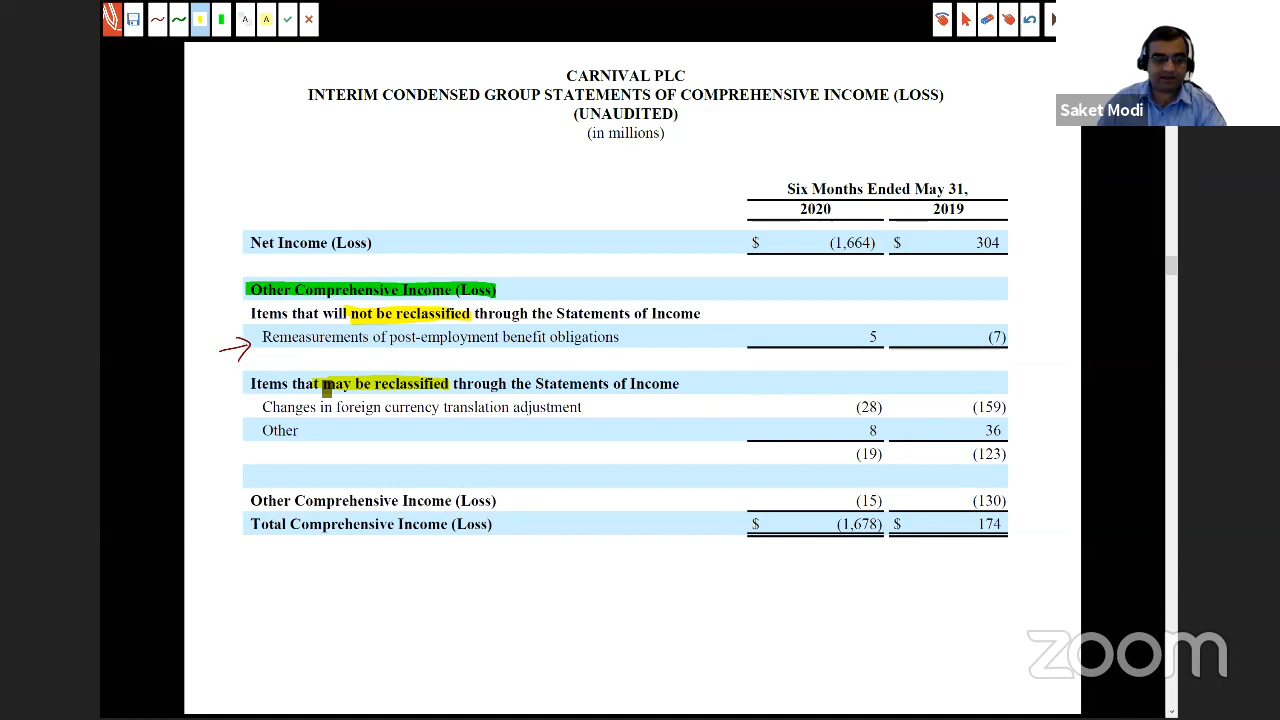 A A
Saket Modi
CARNIVAL PLC
INTERIM CONDENSED GROUP STATEMENTS OF COMPREHENSIVE INCOME (LOSS)
(UNAUDITED)
(in millions)
Six Months Ended May 31,
2020 2019
Net Income (Loss) $ (1,664) $ 304
Other Comprehensive Income (Loss)
Items that will not be reclassified through the Statements of Income
Remeasurements of post-employment benefit obligations 5 (7)
Items that may be reclassified through the Statements of Income
Changes in foreign currency translation adjustment (28) (159)
Other 8 36
(19) (123)
Other Comprehensive Income (Loss) (15) (130)
Total Comprehensive Income (Loss) $ (1,678) $ 174
zoom